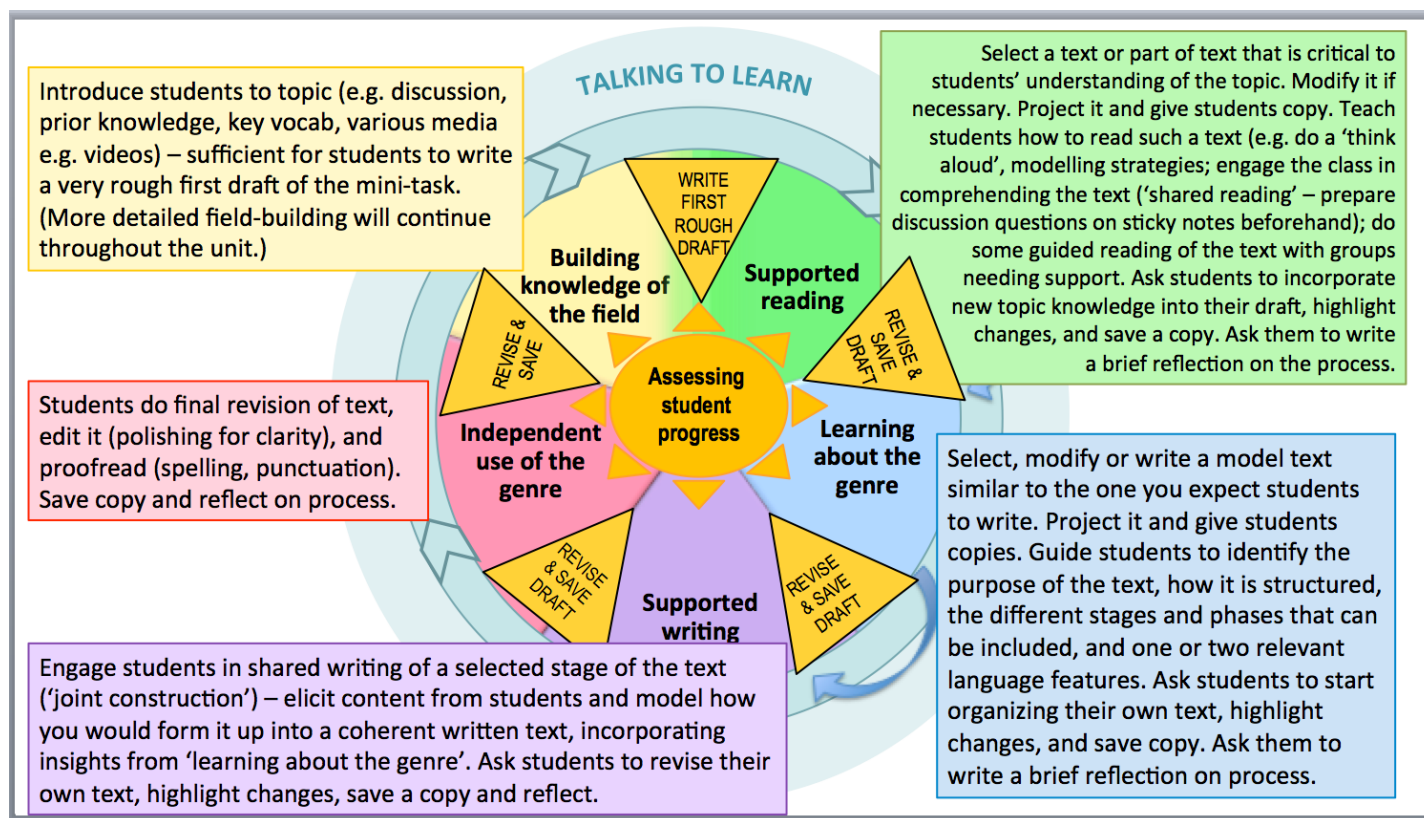 TALKING TO LEARN
Introduce students to topic (e.g. discussion,
prior knowledge, key vocab, various media
e.g. videos) – sufficient for students to write
a very rough first draft of the mini-task.
(More detailed field-building will continue
throughout the unit.)
WRITE
FIRST
ROUGH
DRAFT
Select a text or part of text that is critical to
students’ understanding of the topic. Modify it if
necessary. Project it and give students copy. Teach
students how to read such a text (e.g. do a ‘think
aloud’, modelling strategies; engage the class in
comprehending the text (‘shared reading’ – prepare
discussion questions on sticky notes beforehand); do
some guided reading of the text with groups
needing support. Ask students to incorporate
new topic knowledge into their draft, highlight
changes, and save a copy. Ask them to write
a brief reflection on the process.
Building
knowledge of
the field
Supported
reading
REVISE &
SAVE
REVISE &
SAVE
DRAFT
Assessing
student
progress
Students do final revision of text,
edit it (polishing for clarity), and
proofread (spelling, punctuation).
Save copy and reflect on process.
Independent
use of the
genre
Learning
about the
genre
Select, modify or write a model text
similar to the one you expect students
to write. Project it and give students
copies. Guide students to identify the
purpose of the text, how it is structured,
the different stages and phases that can
be included, and one or two relevant
language features. Ask students to start
organizing their own text, highlight
changes, and save copy. Ask them to
write a brief reflection on process.
REVISE
& SAVE
DRAFT
REVISE
& SAVE
DRAFT
Supported
writing
Engage students in shared writing of a selected stage of the text
(‘joint construction’) – elicit content from students and model how
you would form it up into a coherent written text, incorporating
insights from ‘learning about the genre’. Ask students to revise their
own text, highlight changes, save a copy and reflect.